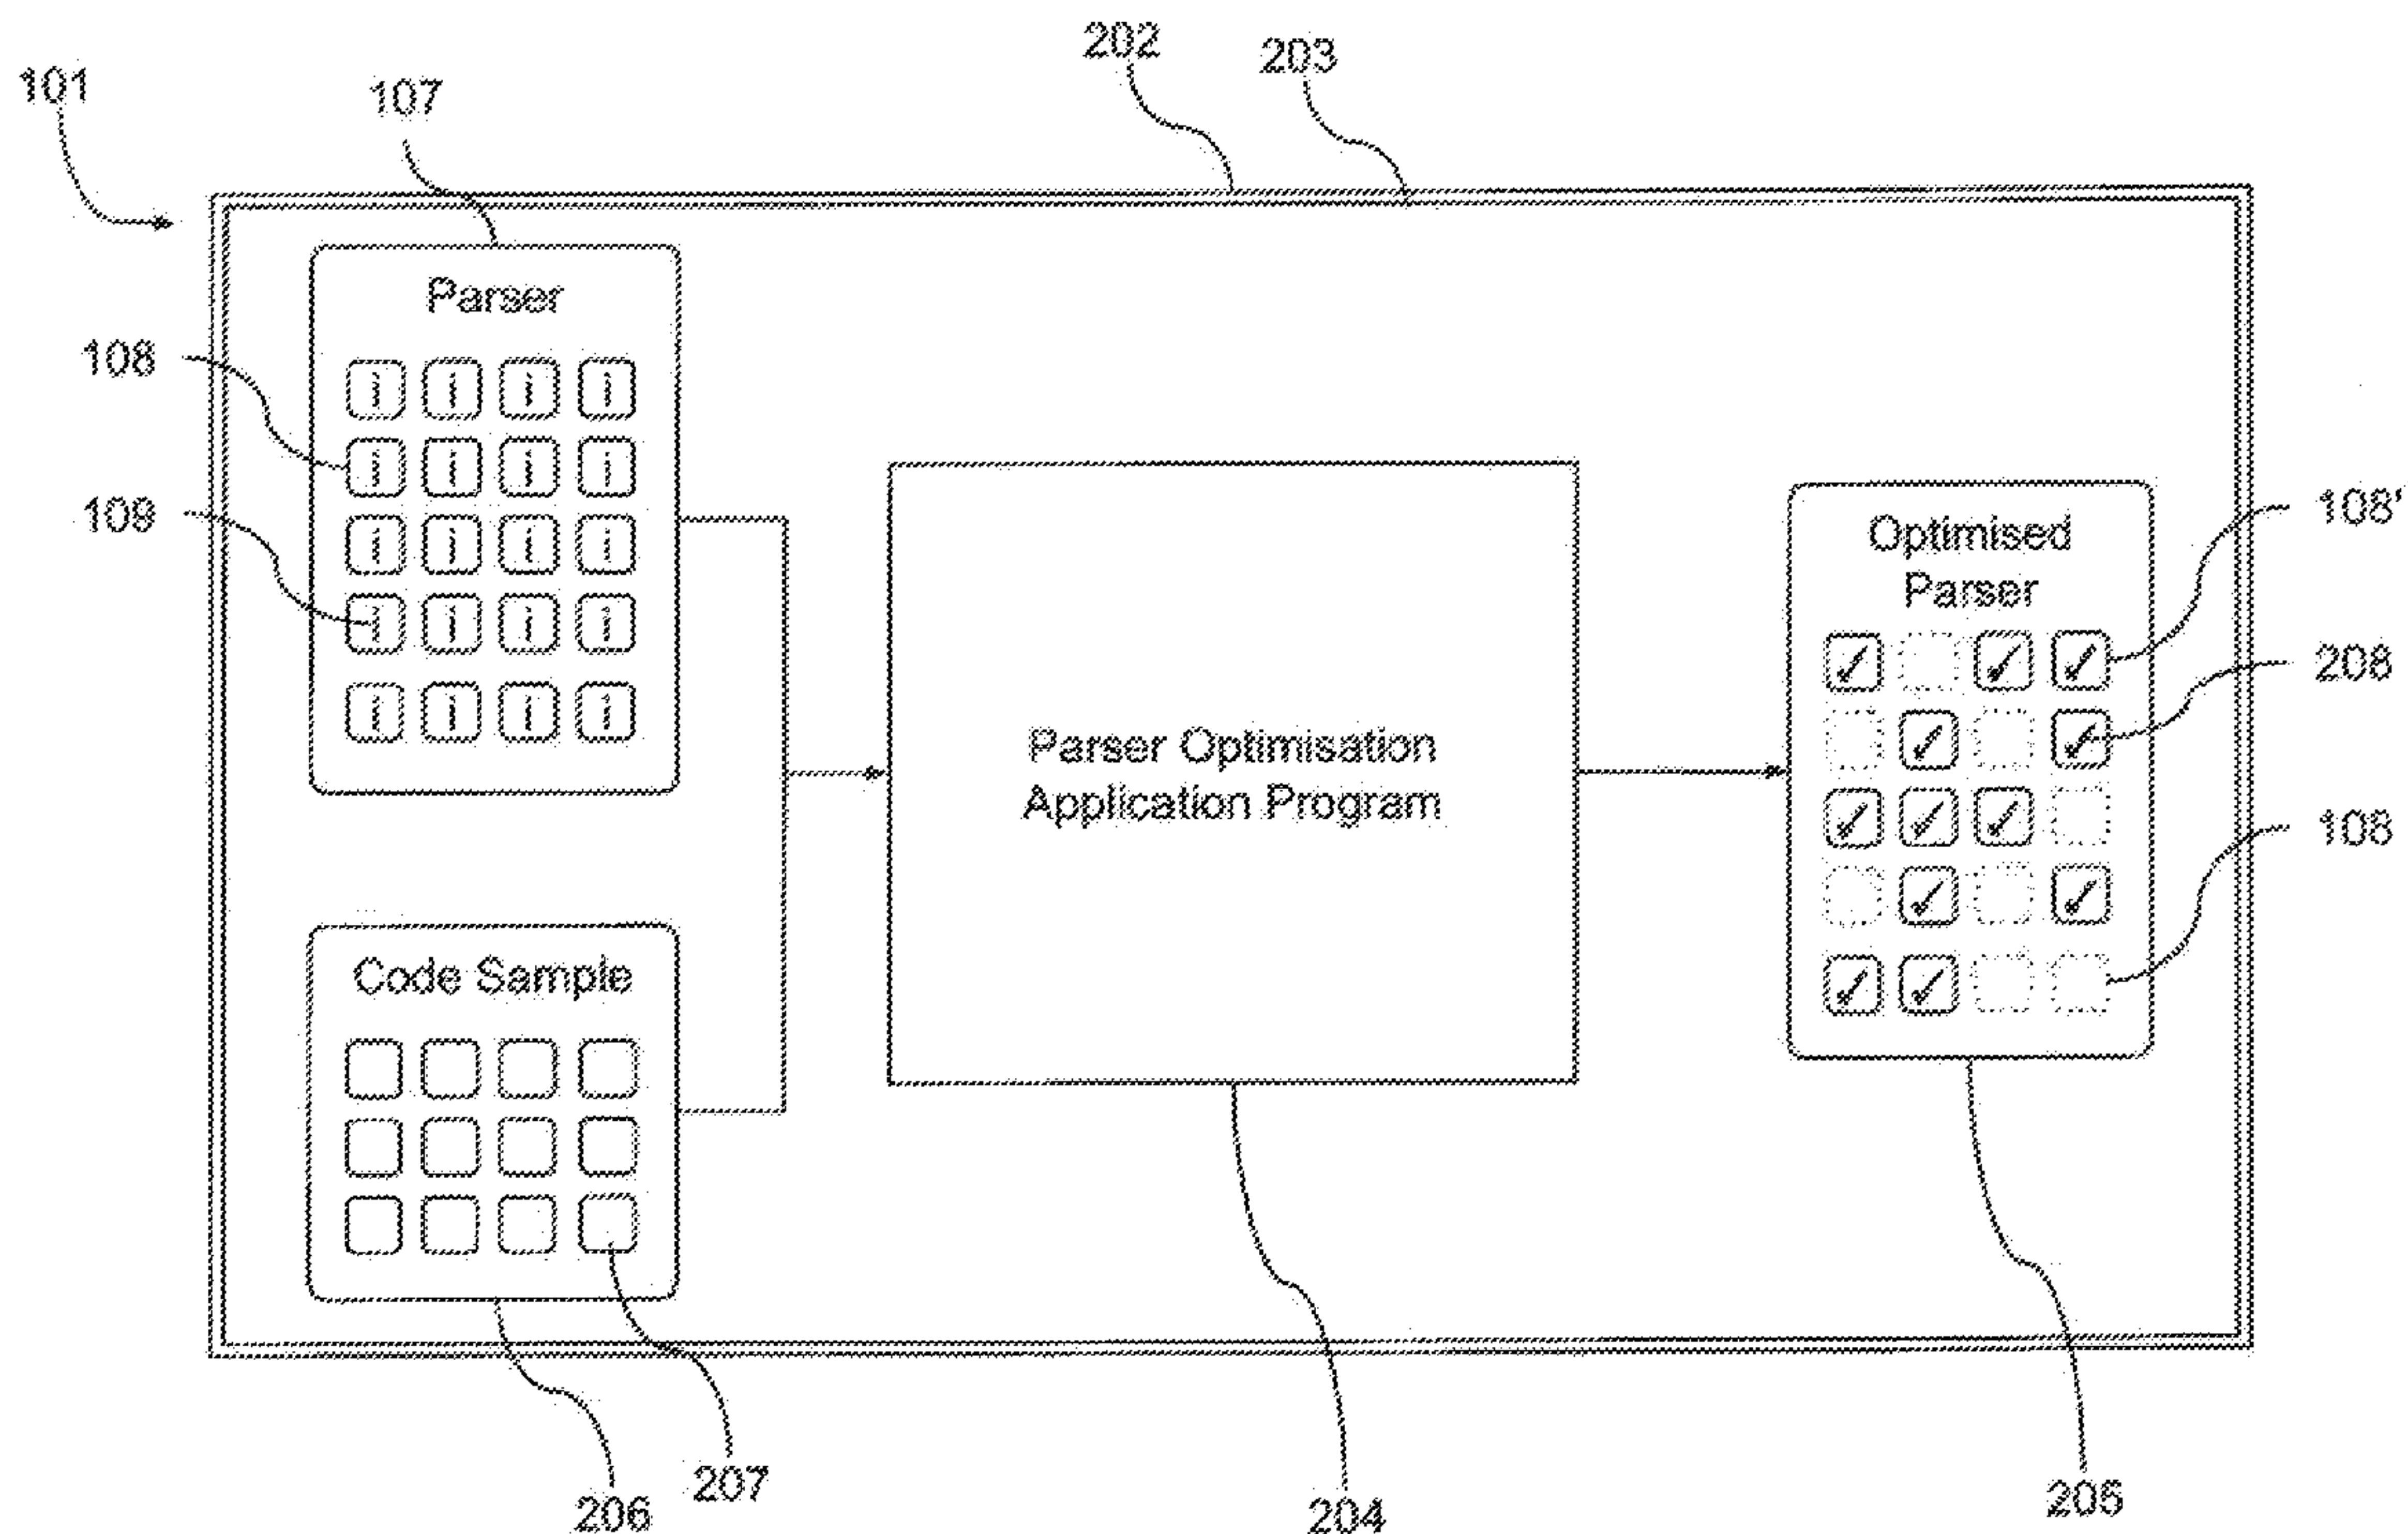 202
203
101
107
Parser
108
i i i i
i i i i
109
i i i i
i i i i
i i i i
Code Sample
Parser Optimisation
Application Program
Optimised
Parser
108'
208
108
206
207
204
205